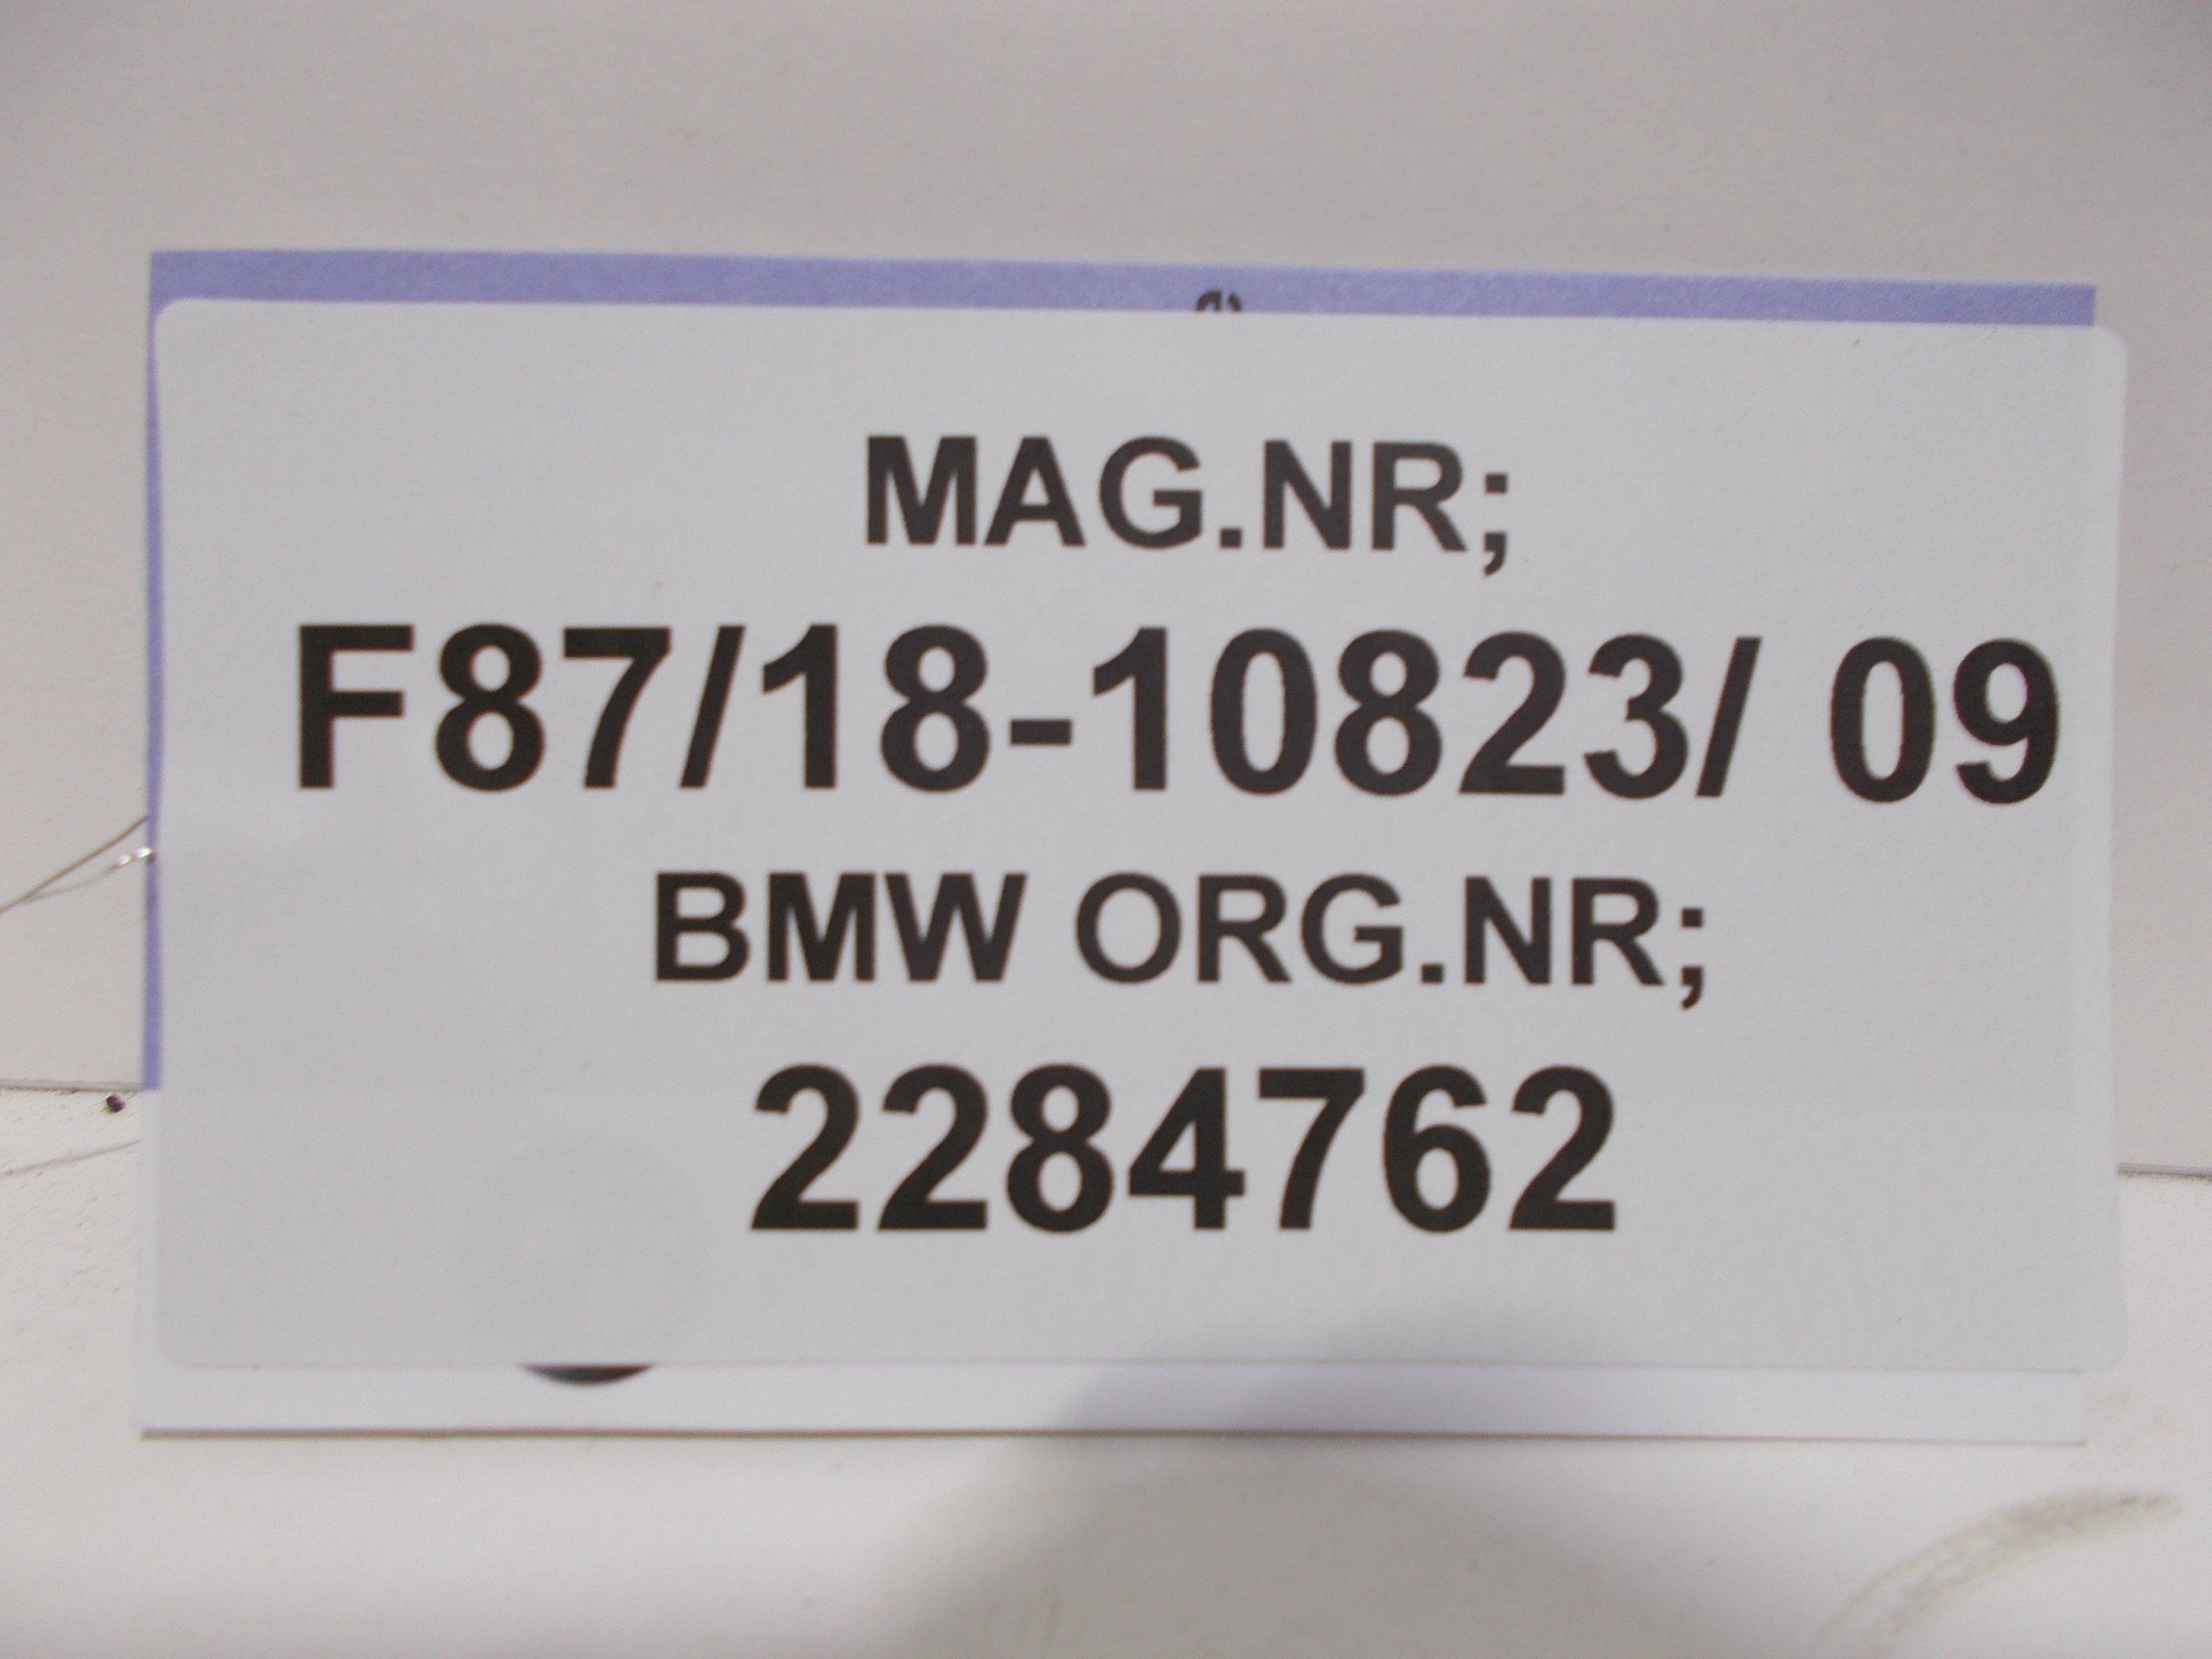 MAG.NR;
F87/18-10823/ 09
BMW ORG.NR;
2284762